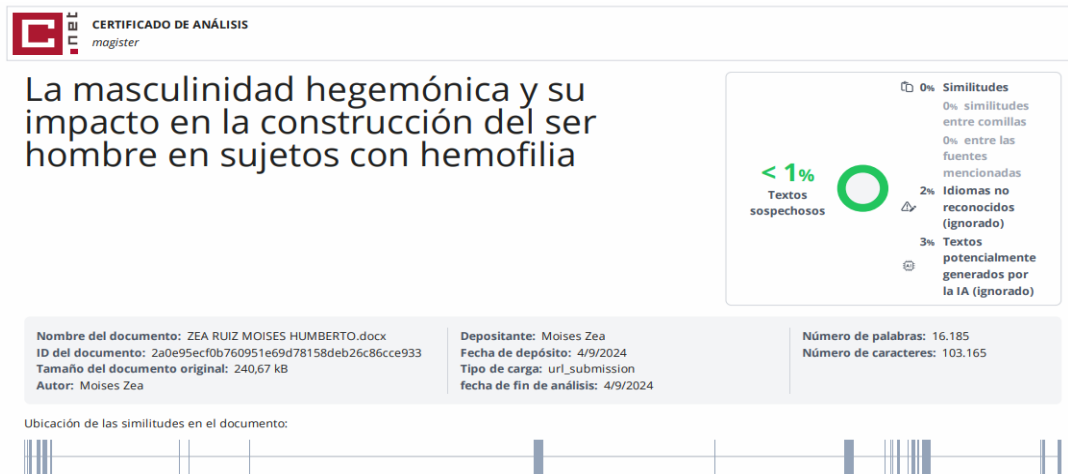 C
.net
CERTIFICADO DE ANÁLISIS
magister
La masculinidad hegemónica y su
impacto en la construcción del ser
hombre en sujetos con hemofilia
< 1%
Textos
sospechosos
0% Similitudes
0% similitudes
entre comillas
0% entre las
fuentes
mencionadas
2% Idiomas no
reconocidos
(ignorado)
3% Textos
potencialmente
generados por
la IA (ignorado)
Nombre del documento: ZEA RUIZ MOISES HUMBERTO.docx
ID del documento: 2a0e95ecf0b760951e69d78158deb26c86cce933
Tamaño del documento original: 240,67 kB
Autor: Moises Zea
Depositante: Moises Zea
Fecha de depósito: 4/9/2024
Tipo de carga: url_submission
fecha de fin de análisis: 4/9/2024
Número de palabras: 16.185
Número de caracteres: 103.165
Ubicación de las similitudes en el documento: